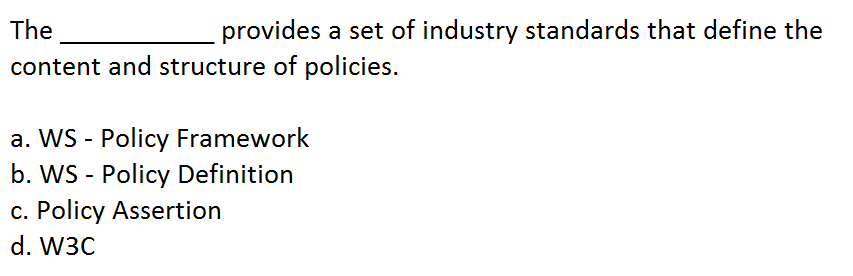 The ___________ provides a set of industry standards that define the
content and structure of policies.
a. WS - Policy Framework
b. WS - Policy Definition
c. Policy Assertion
d. W3C